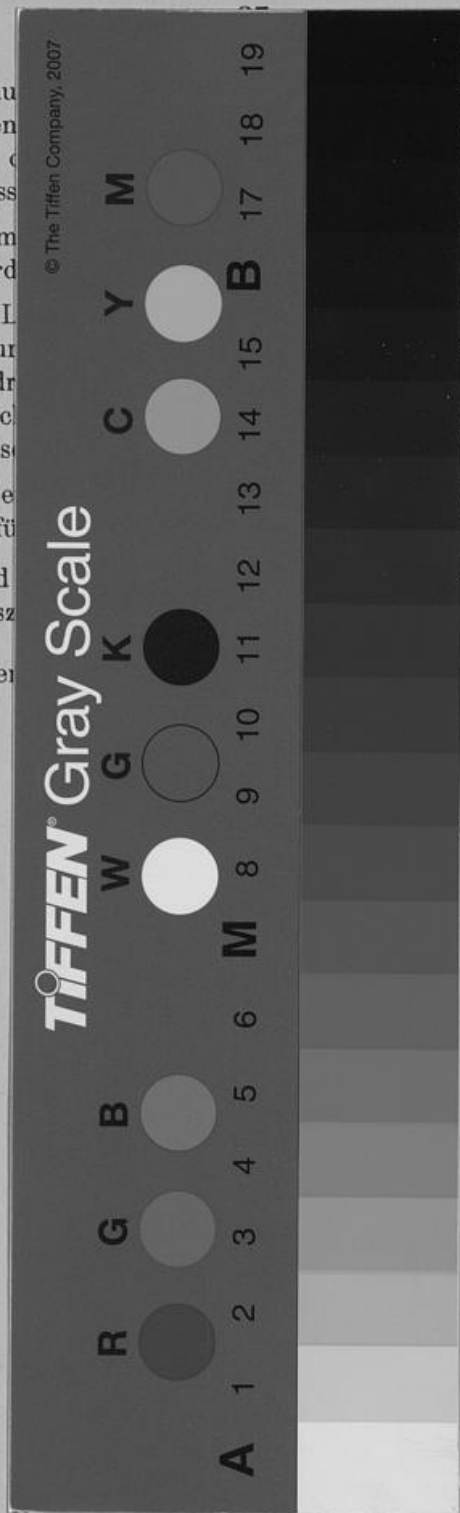 © The Tiffen Company, 2007
TIFFEN® Gray Scale
R G B W G K C Y M
A 1 2 3 4 5 6 M 8 9 10 11 12 13 14 15 B 17 18 19